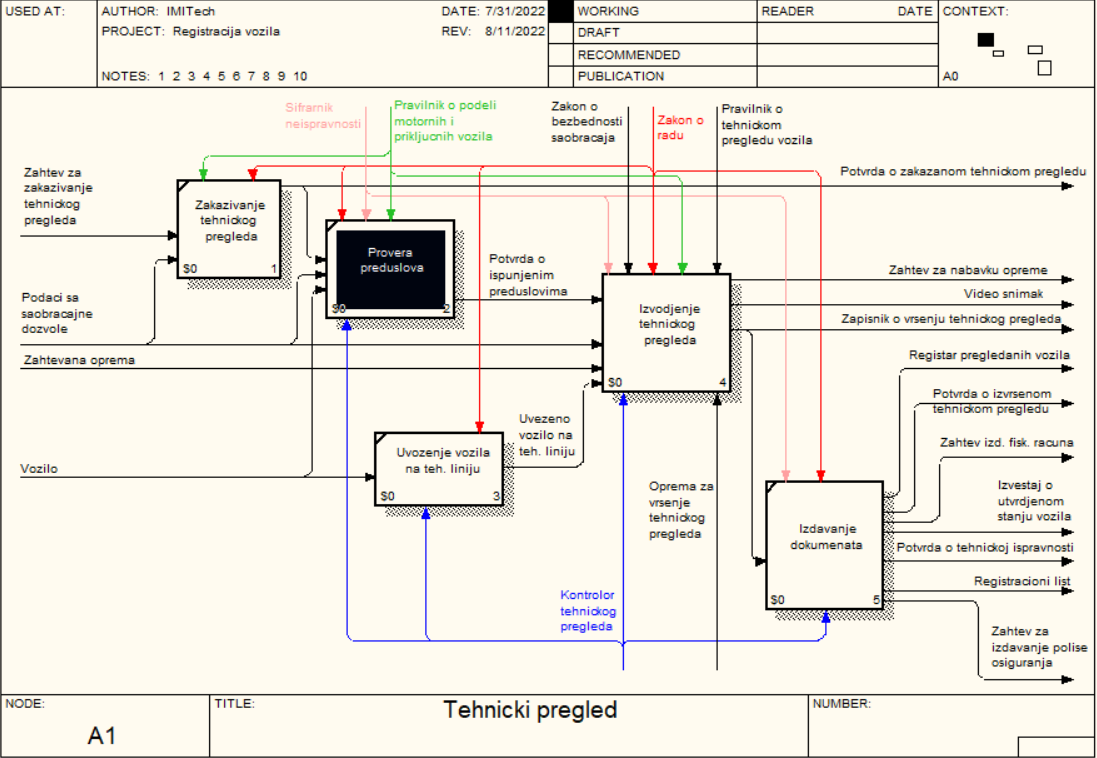 USED AT:
AUTHOR: IMITech
DATE: 7/31/2022
WORKING
READER
DATE
CONTEXT:
PROJECT: Registracija vozila
REV: 8/11/2022
DRAFT
RECOMMENDED
NOTES: 1 2 3 4 5 6 7 8 9 10
PUBLICATION
A0
Sifrarnik
neispravnosti
Pravilnik o podeli
motornih i
prikljucnih vozila
Zakon o
bezbednosti
saobracaja
Zakon o
radu
Pravilnik o
tehnickom
pregledu vozila
Zahtev za
zakazivanje
tehnickog
pregleda
Zakazivanje
tehnickog
pregleda
$0
1
Potvrda o zakazanom tehnickom pregledu
Provera
preduslova
$0
2
Potvrda o
ispunjenim
preduslovima
Podaci sa
saobracajne
dozvole
Zahtevana oprema
Izvodjenje
tehnickog
pregleda
$0
4
Zahtev za nabavku opreme
Video snimak
Zapisnik o vrsenju tehnickog pregleda
Registar pregledanih vozila
Potvrda o izvrsenom
tehnickom pregledu
Zahtev izd. fisk. racuna
Vozilo
Uvozenje vozila
na teh. liniju
$0
3
Uvezeno
vozilo na
teh. liniju
Oprema za
vrsenje
tehnickog
pregleda
Izvestaj o
utvrdjenom
stanju vozila
Izdavanje
dokumenata
$0
5
Potvrda o tehnickoj ispravnosti
Registracioni list
Kontrolor
tehnickog
pregleda
Zahtev za
izdavanje polise
osiguranja
NODE:
A1
TITLE:
Tehnicki pregled
NUMBER: